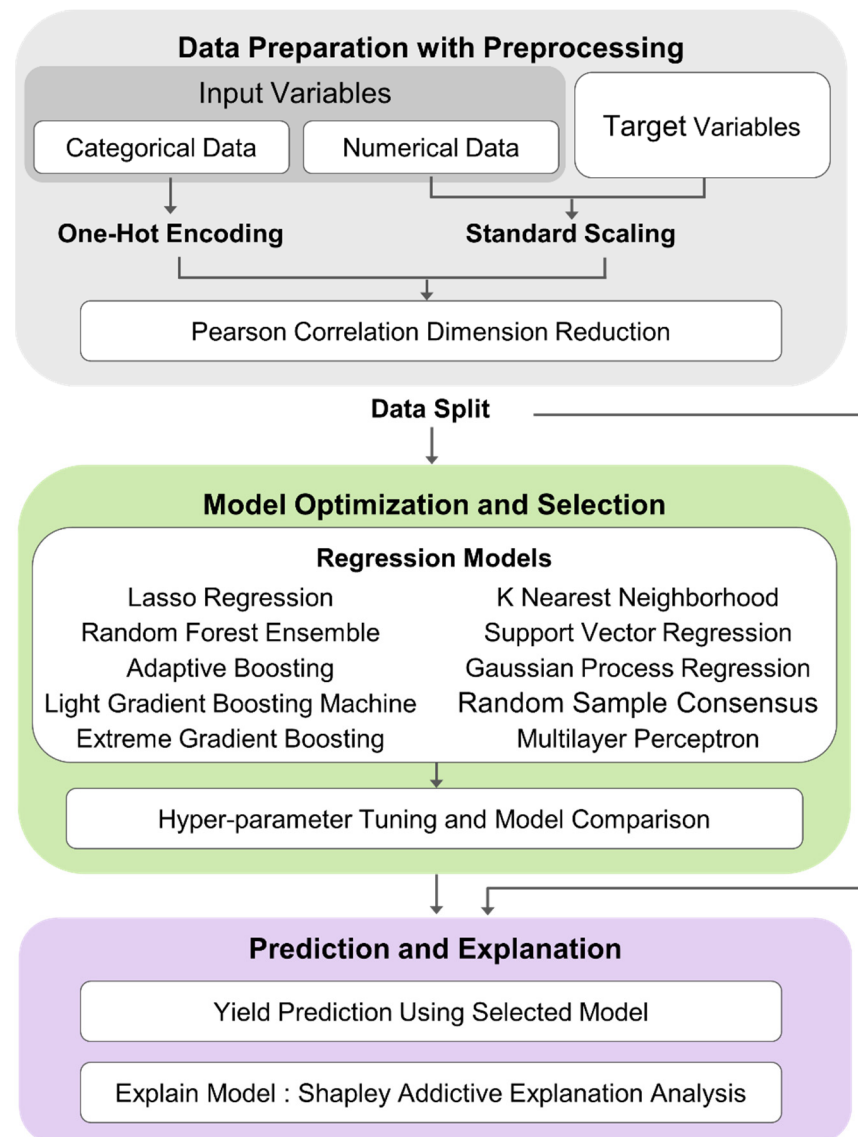 Data Preparation with Preprocessing
Input Variables
Categorical Data
Numerical Data
Target Variables
One-Hot Encoding
Standard Scaling
Pearson Correlation Dimension Reduction
Data Split
Model Optimization and Selection
Regression Models
Lasso Regression
K Nearest Neighborhood
Random Forest Ensemble
Support Vector Regression
Adaptive Boosting
Gaussian Process Regression
Light Gradient Boosting Machine
Random Sample Consensus
Extreme Gradient Boosting
Multilayer Perceptron
Hyper-parameter Tuning and Model Comparison
Prediction and Explanation
Yield Prediction Using Selected Model
Explain Model : Shapley Addictive Explanation Analysis